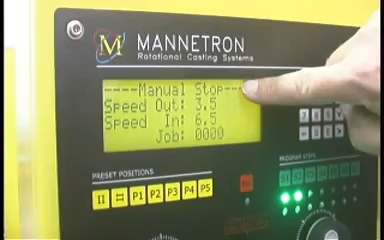 M MANNETRON
Rotational Casting Systems
----Manual Stop---
Speed Out: 3.5
Speed In: 6.5
Job: 0000
PRESET POSITIONS
PROGRAM STEPS
P1 P2 P3 P4 P5